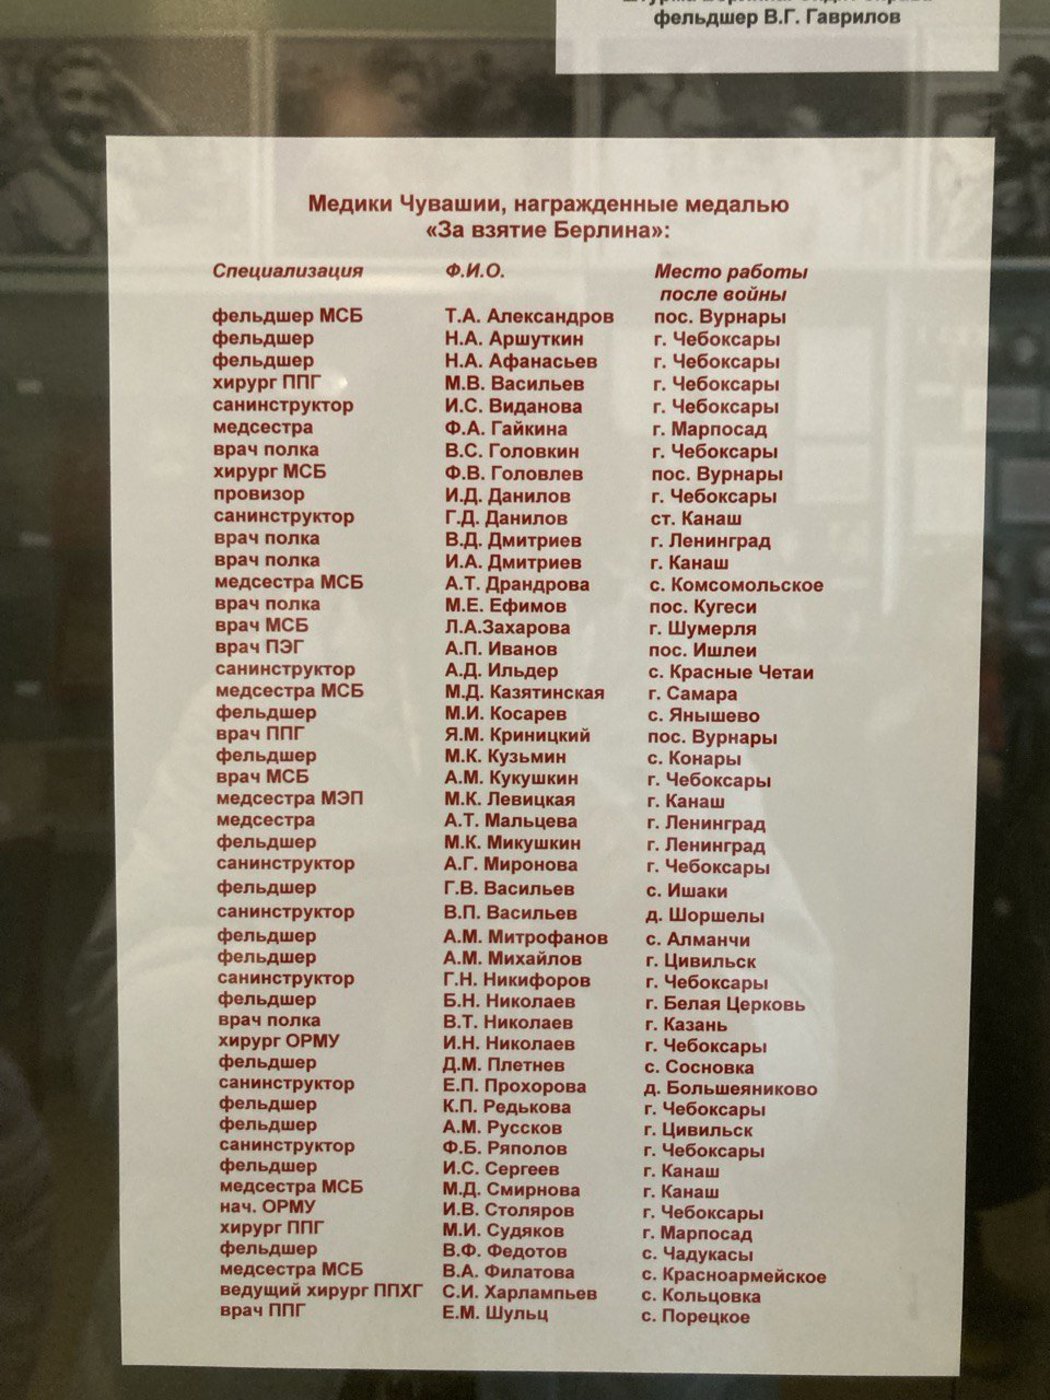 фельдшер В.Г. Гаврилов
Медики Чувашии, награжденные медалью
«За взятие Берлина»:
Специализация Ф.И.О. Место работы
после войны
фельдшер МСБ Т.А. Александров пос. Вурнары
фельдшер Н.А. Аршуткин г. Чебоксары
фельдшер Н.А. Афанасьев г. Чебоксары
хирург ППГ М.В. Васильев г. Чебоксары
санинструктор И.С. Виданова г. Чебоксары
медсестра Ф.А. Гайкина г. Марпосад
врач полка В.С. Головкин г. Чебоксары
хирург МСБ Ф.В. Головлев пос. Вурнары
провизор И.Д. Данилов г. Чебоксары
санинструктор Г.Д. Данилов ст. Канаш
врач полка В.Д. Дмитриев г. Ленинград
врач полка И.А. Дмитриев г. Канаш
медсестра МСБ А.Т. Драндрова с. Комсомольское
врач полка М.Е. Ефимов пос. Кугеси
врач МСБ Л.А.Захарова г. Шумерля
врач ПЭГ А.П. Иванов пос. Ишлеи
санинструктор А.Д. Ильдер с. Красные Четаи
медсестра МСБ М.Д. Казятинская г. Самара
фельдшер М.И. Косарев с. Янышево
врач ППГ Я.М. Криницкий пос. Вурнары
фельдшер М.К. Кузьмин с. Конары
врач МСБ А.М. Кукушкин г. Чебоксары
медсестра МЭП М.К. Левицкая г. Канаш
медсестра А.Т. Мальцева г. Ленинград
фельдшер М.К. Микушкин г. Ленинград
санинструктор А.Г. Миронова г. Чебоксары
фельдшер Г.В. Васильев с. Ишаки
санинструктор В.П. Васильев д. Шоршелы
фельдшер А.М. Митрофанов с. Алманчи
фельдшер А.М. Михайлов г. Цивильск
санинструктор Г.Н. Никифоров г. Чебоксары
фельдшер Б.Н. Николаев г. Белая Церковь
врач полка В.Т. Николаев г. Казань
хирург ОРМУ И.Н. Николаев г. Чебоксары
фельдшер Д.М. Плетнев с. Сосновка
санинструктор Е.П. Прохорова д. Большеяниково
фельдшер К.П. Редькова г. Чебоксары
фельдшер А.М. Руссков г. Цивильск
санинструктор Ф.Б. Ряполов г. Чебоксары
фельдшер И.С. Сергеев г. Канаш
медсестра МСБ М.Д. Смирнова г. Канаш
нач. ОРМУ И.В. Столяров г. Чебоксары
хирург ППГ М.И. Судяков г. Марпосад
фельдшер В.Ф. Федотов с. Чадукасы
медсестра МСБ В.А. Филатова с. Красноармейское
ведущий хирург ППХГ С.И. Харлампьев с. Кольцовка
врач ППГ Е.М. Шульц с. Порецкое